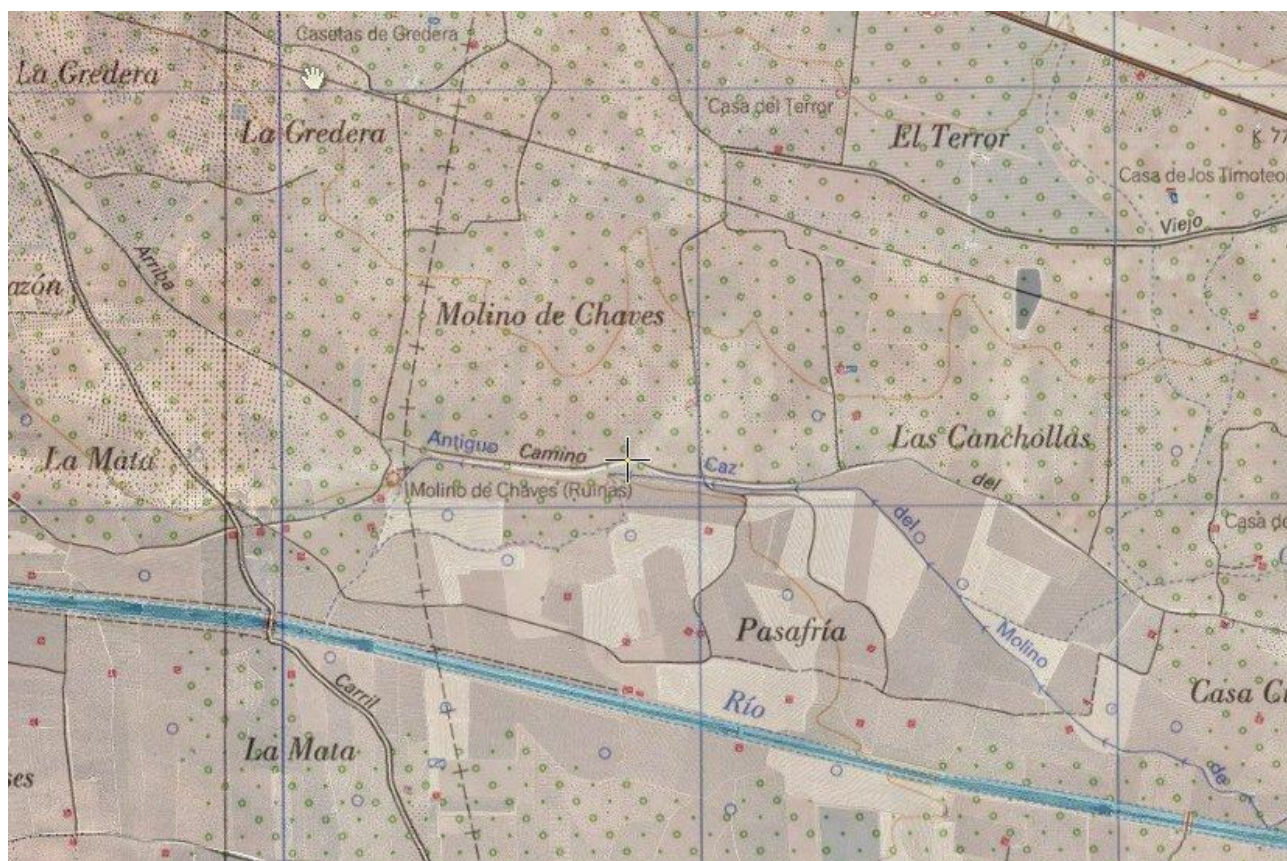 Casetas de Gredera
La Gredera
La Gredera
Casa del Terror
El Terror
K 77
Casa de los Timoteo
Viejo
Arriba
azón
Molino de Chaves
Las Canchollas
La Mata
Antiguo
Camino
Caz
Molino de Chaves (Ruinas)
del
del
Casa de
Pasafría
Molino
Carril
Río
Casa C
La Mata
ses
de